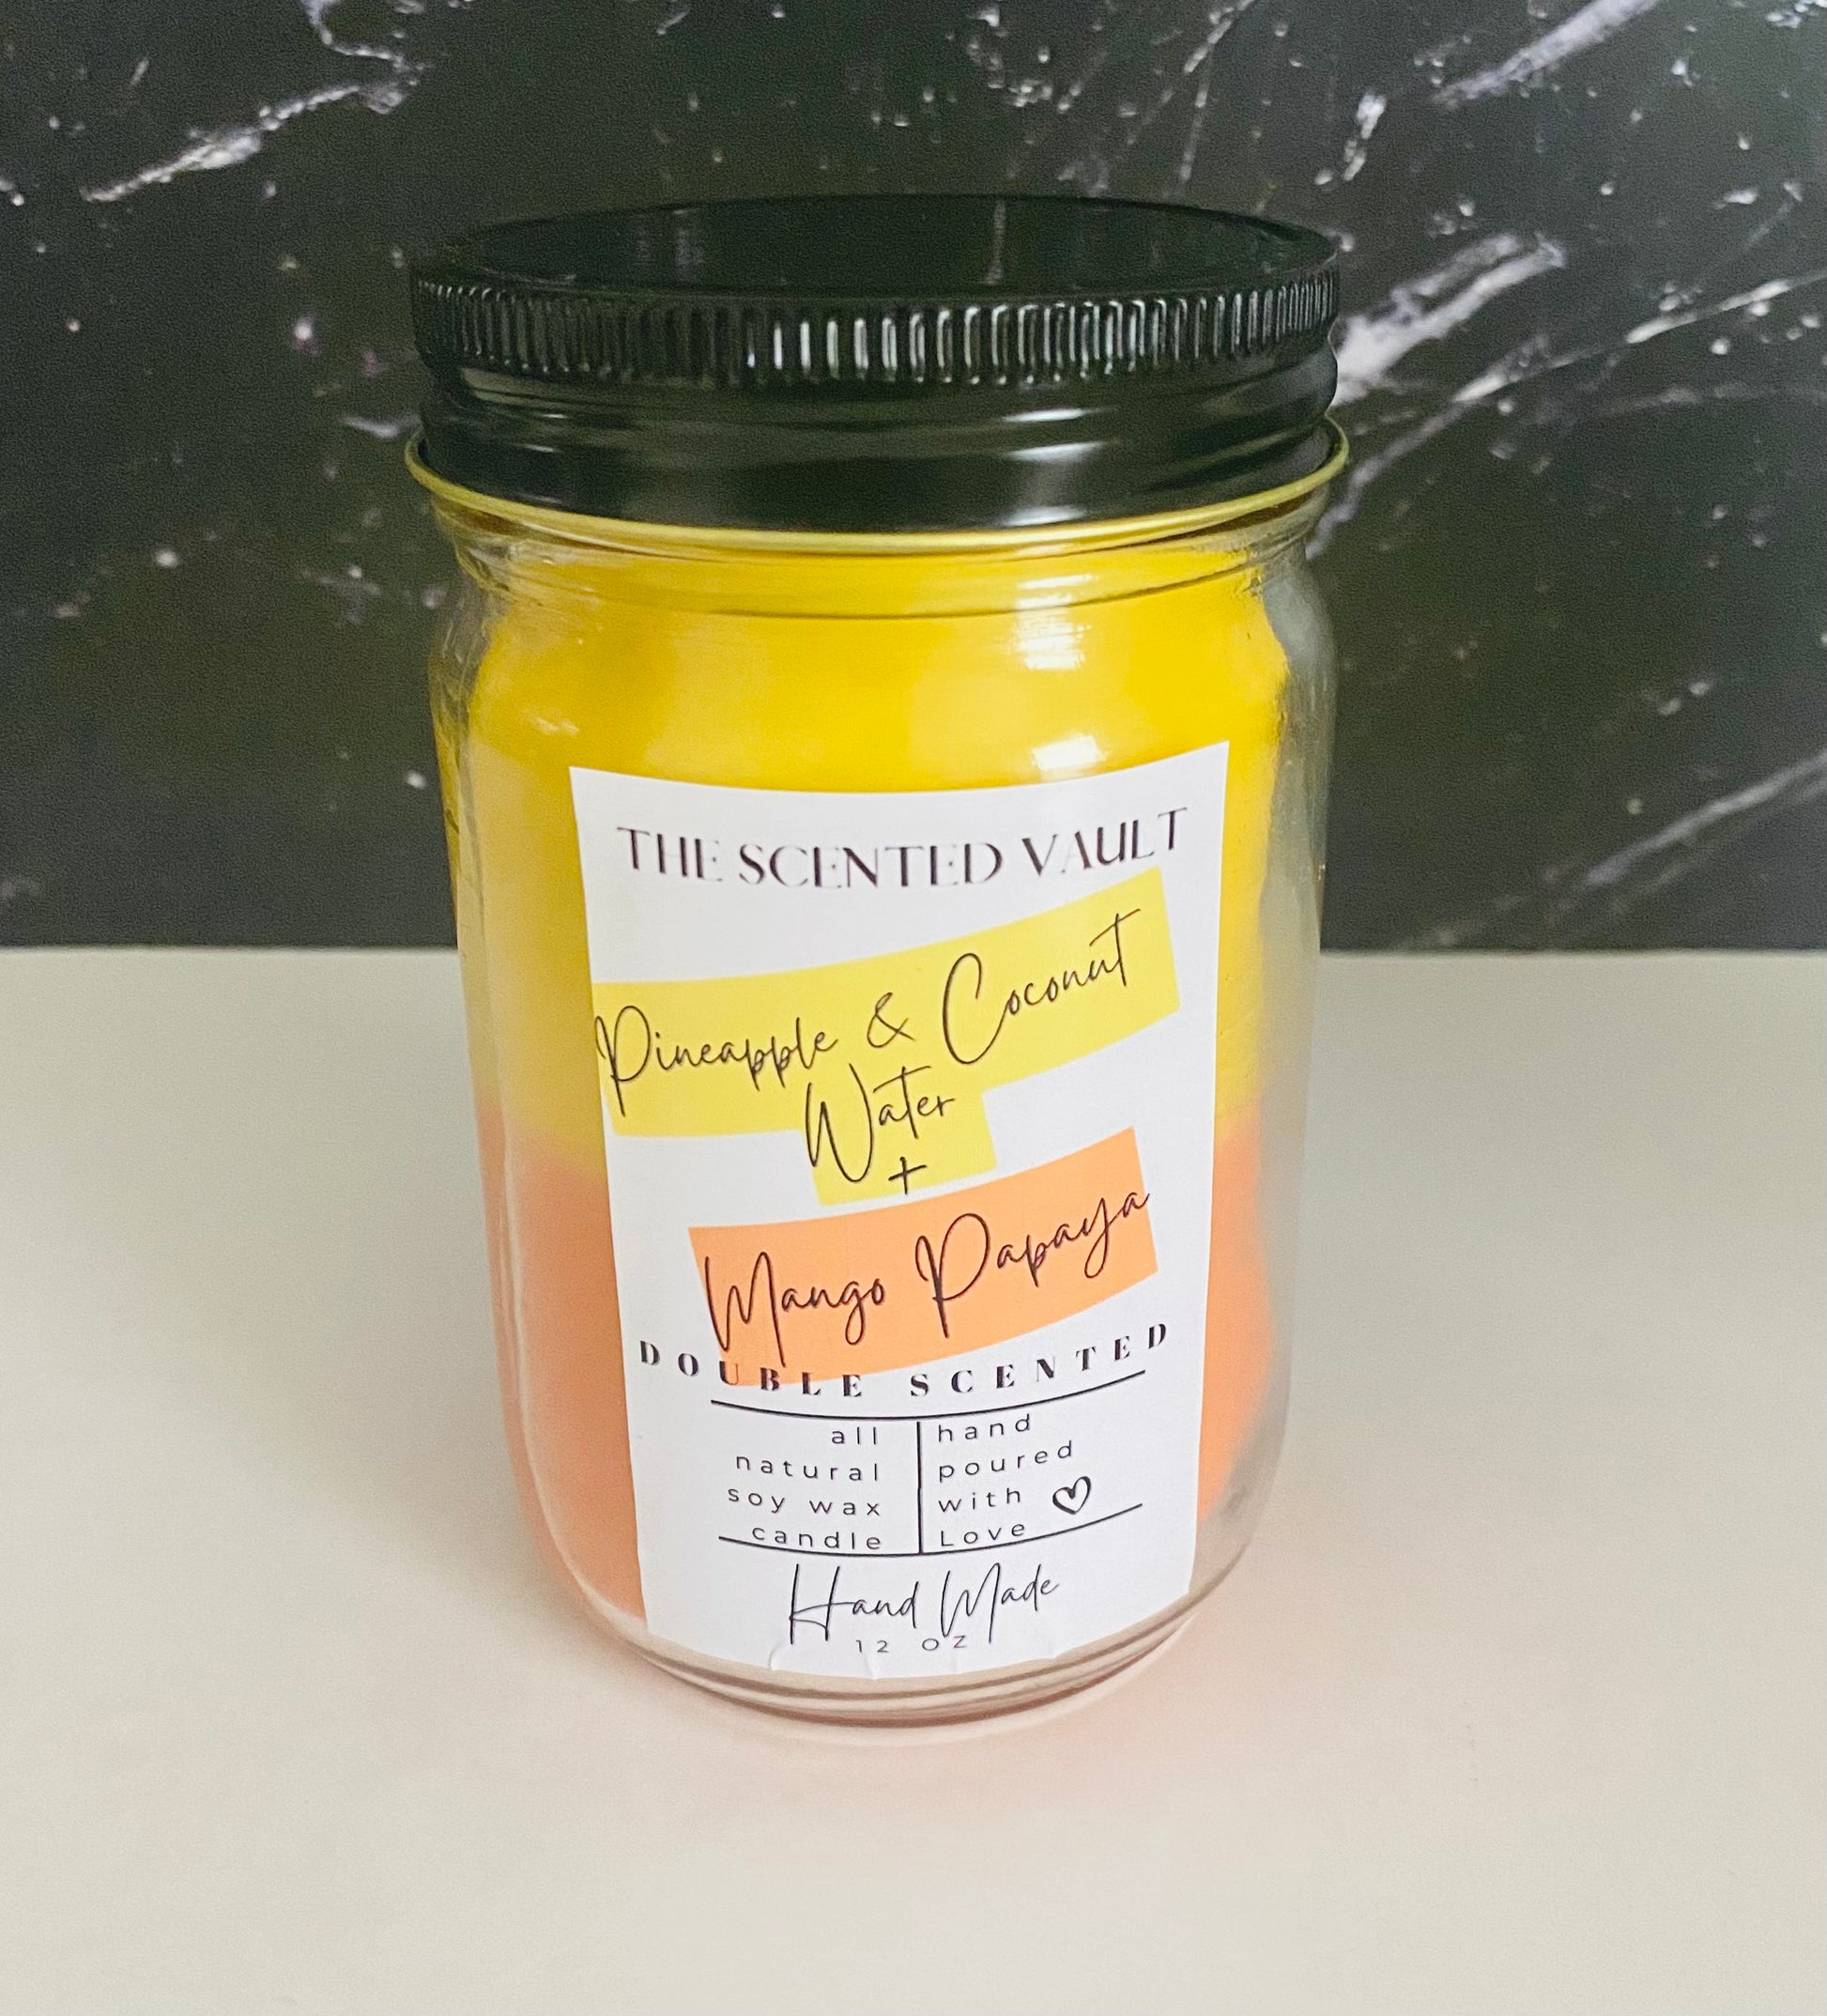 THE SCENTED VAULT
Pineapple & Coconut
Water
+
Mango Papaya
DOUBLE SCENTED
all
natural
soy wax
candle
hand
poured
with
Love
Hand Made
12 OZ